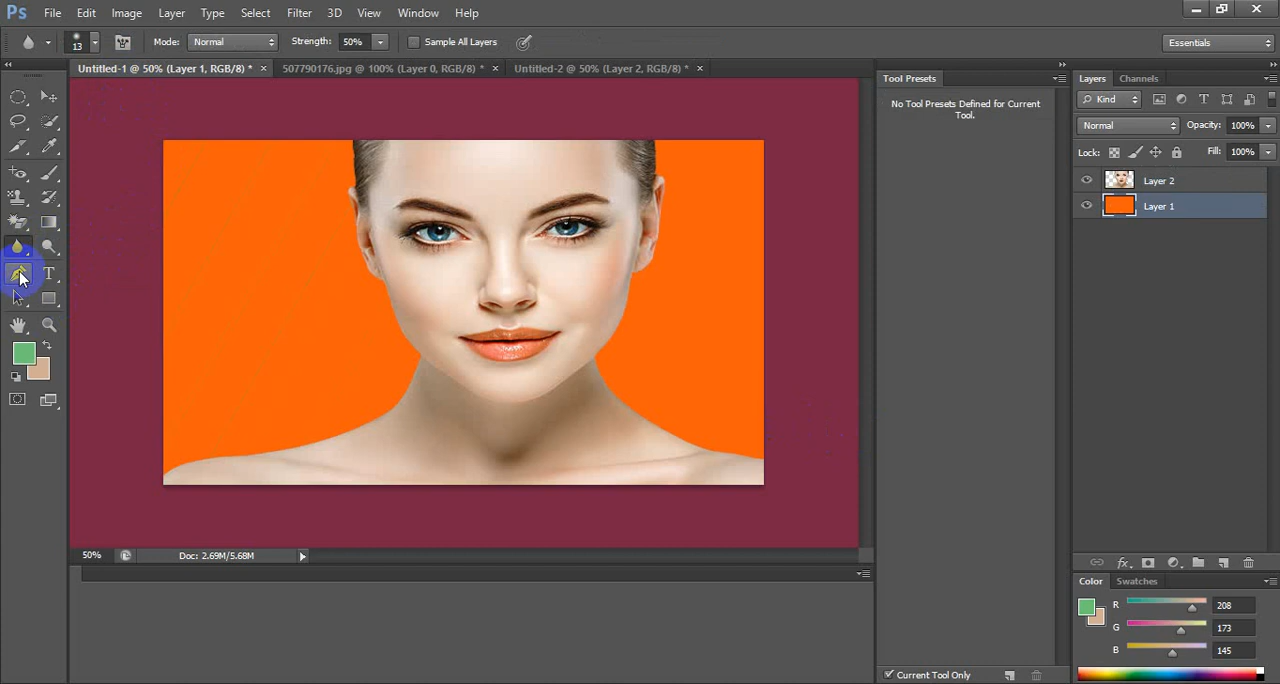 Ps File Edit Image Layer Type Select Filter 3D View Window Help
13 Mode: Normal Strength: 50% Sample All Layers Essentials
Untitled-1 @ 50% (Layer 1, RGB/8) * × 507790176.jpg @ 100% (Layer 0, RGB/8) * × Untitled-2 @ 50% (Layer 2, RGB/8) * ×
Tool Presets
No Tool Presets Defined for Current
Tool.
Layers Channels
Kind
Normal Opacity: 100%
Lock: Fill: 100%
Layer 2
Layer 1
T
50% Doc: 2.69M/5.68M
fx
Color Swatches
R 208
G 173
B 145
Current Tool Only